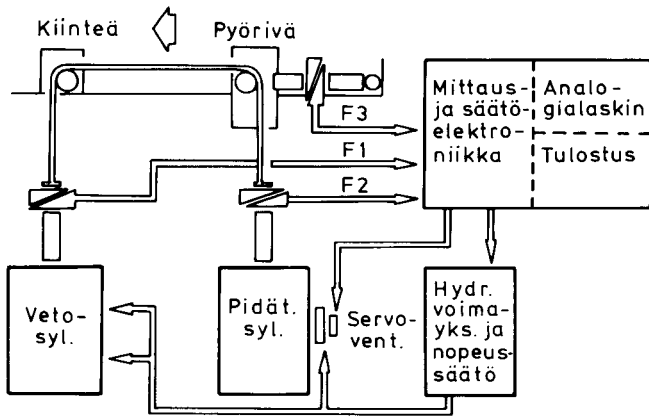 Kiinteä
Pyörivä
F3
F1
F2
Mittaus-
ja säätö-
elektro-
niikka
Analo-
gialaskin
Tulostus
Veto-
syl.
Pidät.
syl.
Servo-
vent.
Hydr.
voima-
yks. ja
nopeus-
säätö